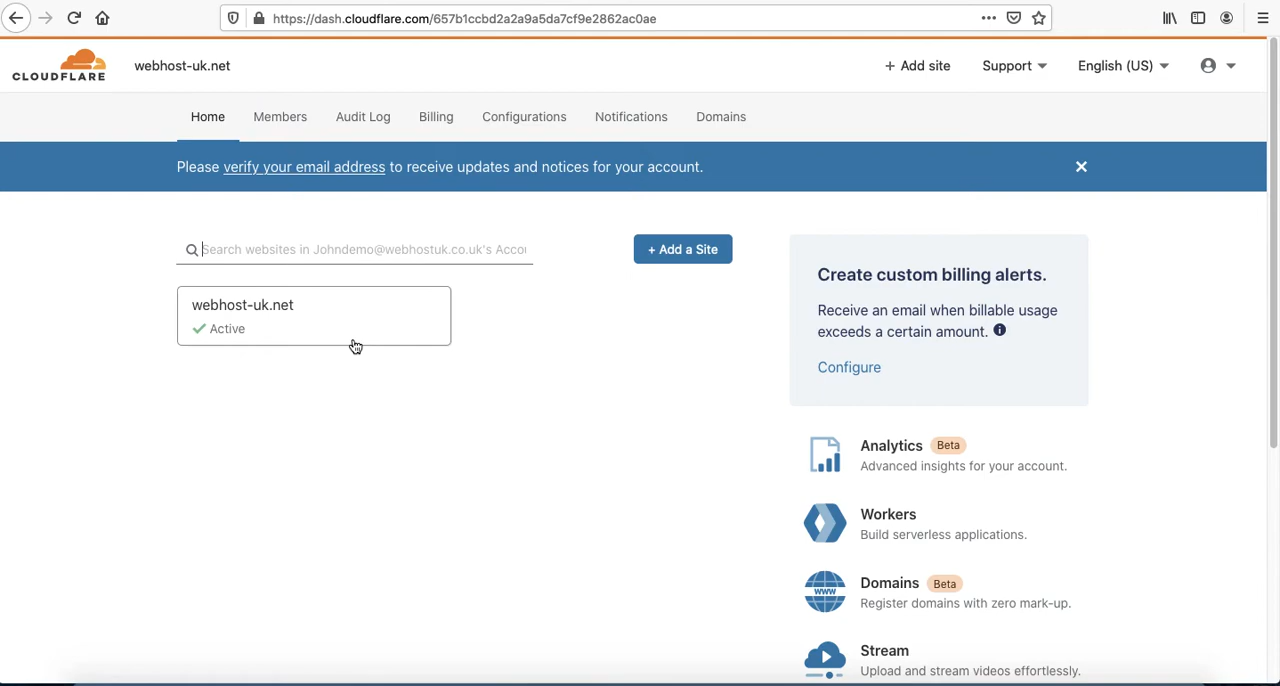 https://dash.cloudflare.com/657b1ccbd2a2a9a5da7cf9e2862ac0ae
CLOUDFLARE
webhost-uk.net
+ Add site
Support
English (US)
Home
Members
Audit Log
Billing
Configurations
Notifications
Domains
Please verify your email address to receive updates and notices for your account.
Search websites in Johndemo@webhostuk.co.uk's Accou
+ Add a Site
webhost-uk.net
Active
Create custom billing alerts.
Receive an email when billable usage
exceeds a certain amount.
Configure
Analytics Beta
Advanced insights for your account.
Workers
Build serverless applications.
WWW
Domains Beta
Register domains with zero mark-up.
Stream
Upload and stream videos effortlessly.